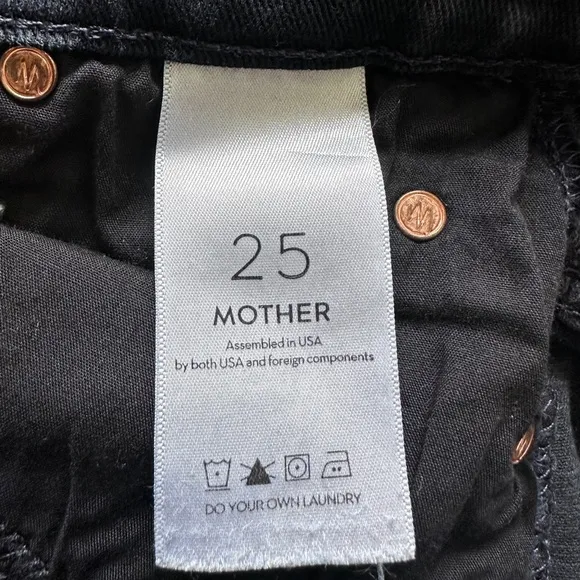 25
MOTHER
Assembled in USA
by both USA and foreign components
DO YOUR OWN LAUNDRY